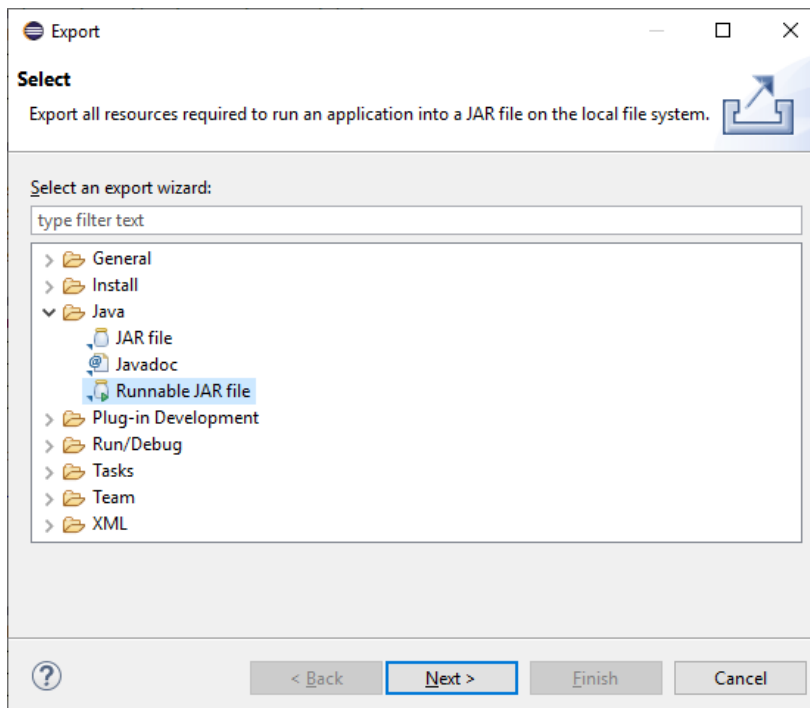 Export
Select
Export all resources required to run an application into a JAR file on the local file system.
Select an export wizard:
type filter text
General
Install
Java
JAR file
Javadoc
Runnable JAR file
Plug-in Development
Run/Debug
Tasks
Team
XML
< Back
Next >
Finish
Cancel